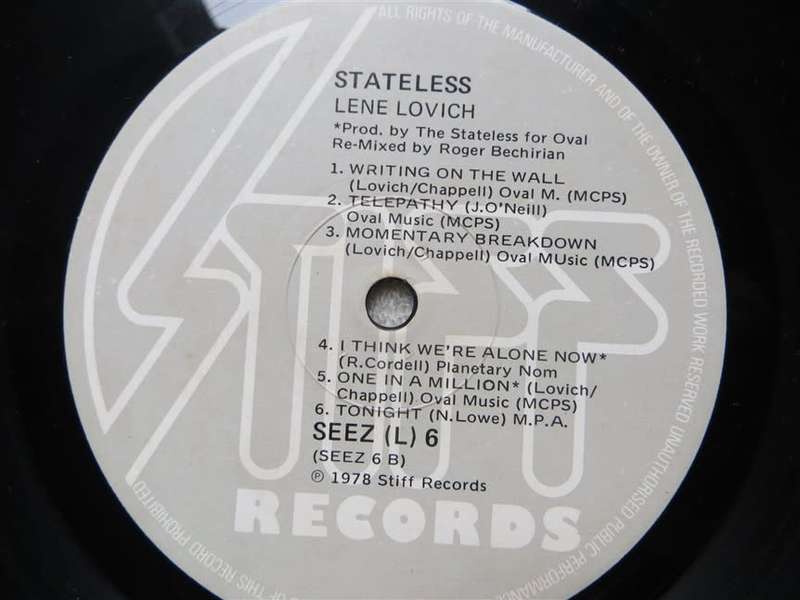 ALL RIGHTS OF THE MANUFACTURER AND OF THE OWNER OF THE RECORDED WORK RESERVED UNAUTHORISED PUBLIC PERFORMANCE
OF THIS RECORD PROHIBITED
STATELESS
LENE LOVICH
*Prod. by The Stateless for Oval
Re-Mixed by Roger Bechirian
1. WRITING ON THE WALL
(Lovich/Chappell) Oval M. (MCPS)
2. TELEPATHY (J.O'Neill)
Oval Music (MCPS)
3. MOMENTARY BREAKDOWN
(Lovich/Chappell) Oval MUsic (MCPS)
STIFF
4. I THINK WE'RE ALONE NOW*
(R.Cordell) Planetary Nom
5. ONE IN A MILLION* (Lovich/
Chappell) Oval Music (MCPS)
6. TONIGHT (N.Lowe) M.P.A.
SEEZ (L) 6
(SEEZ 6 B)
℗ 1978 Stiff Records
RECORDS